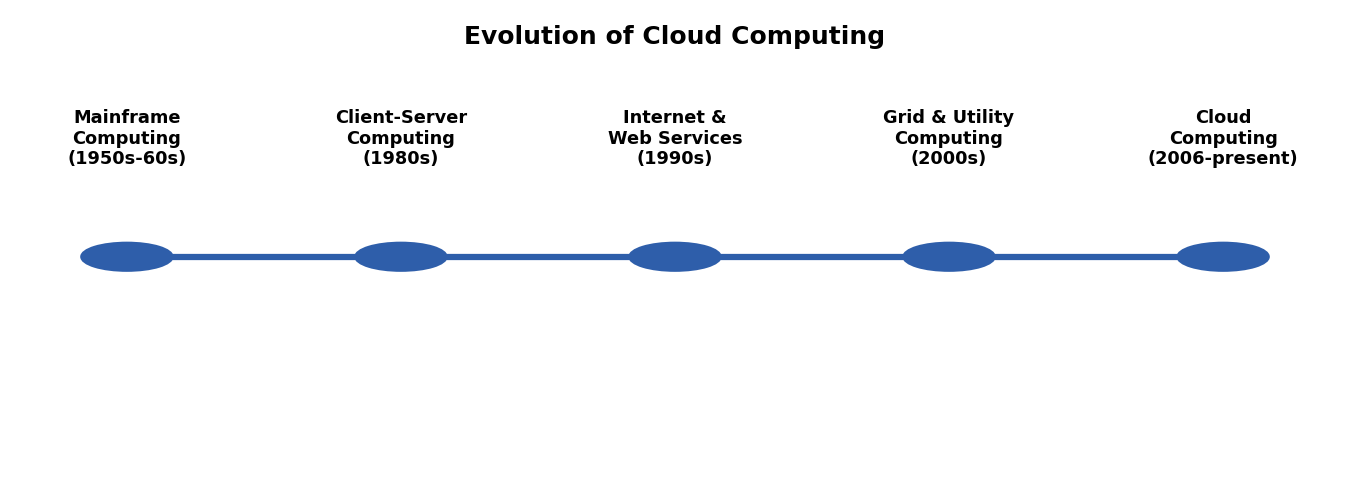 Evolution of Cloud Computing
Mainframe
Computing
(1950s-60s)
Client-Server
Computing
(1980s)
Internet &
Web Services
(1990s)
Grid & Utility
Computing
(2000s)
Cloud
Computing
(2006-present)